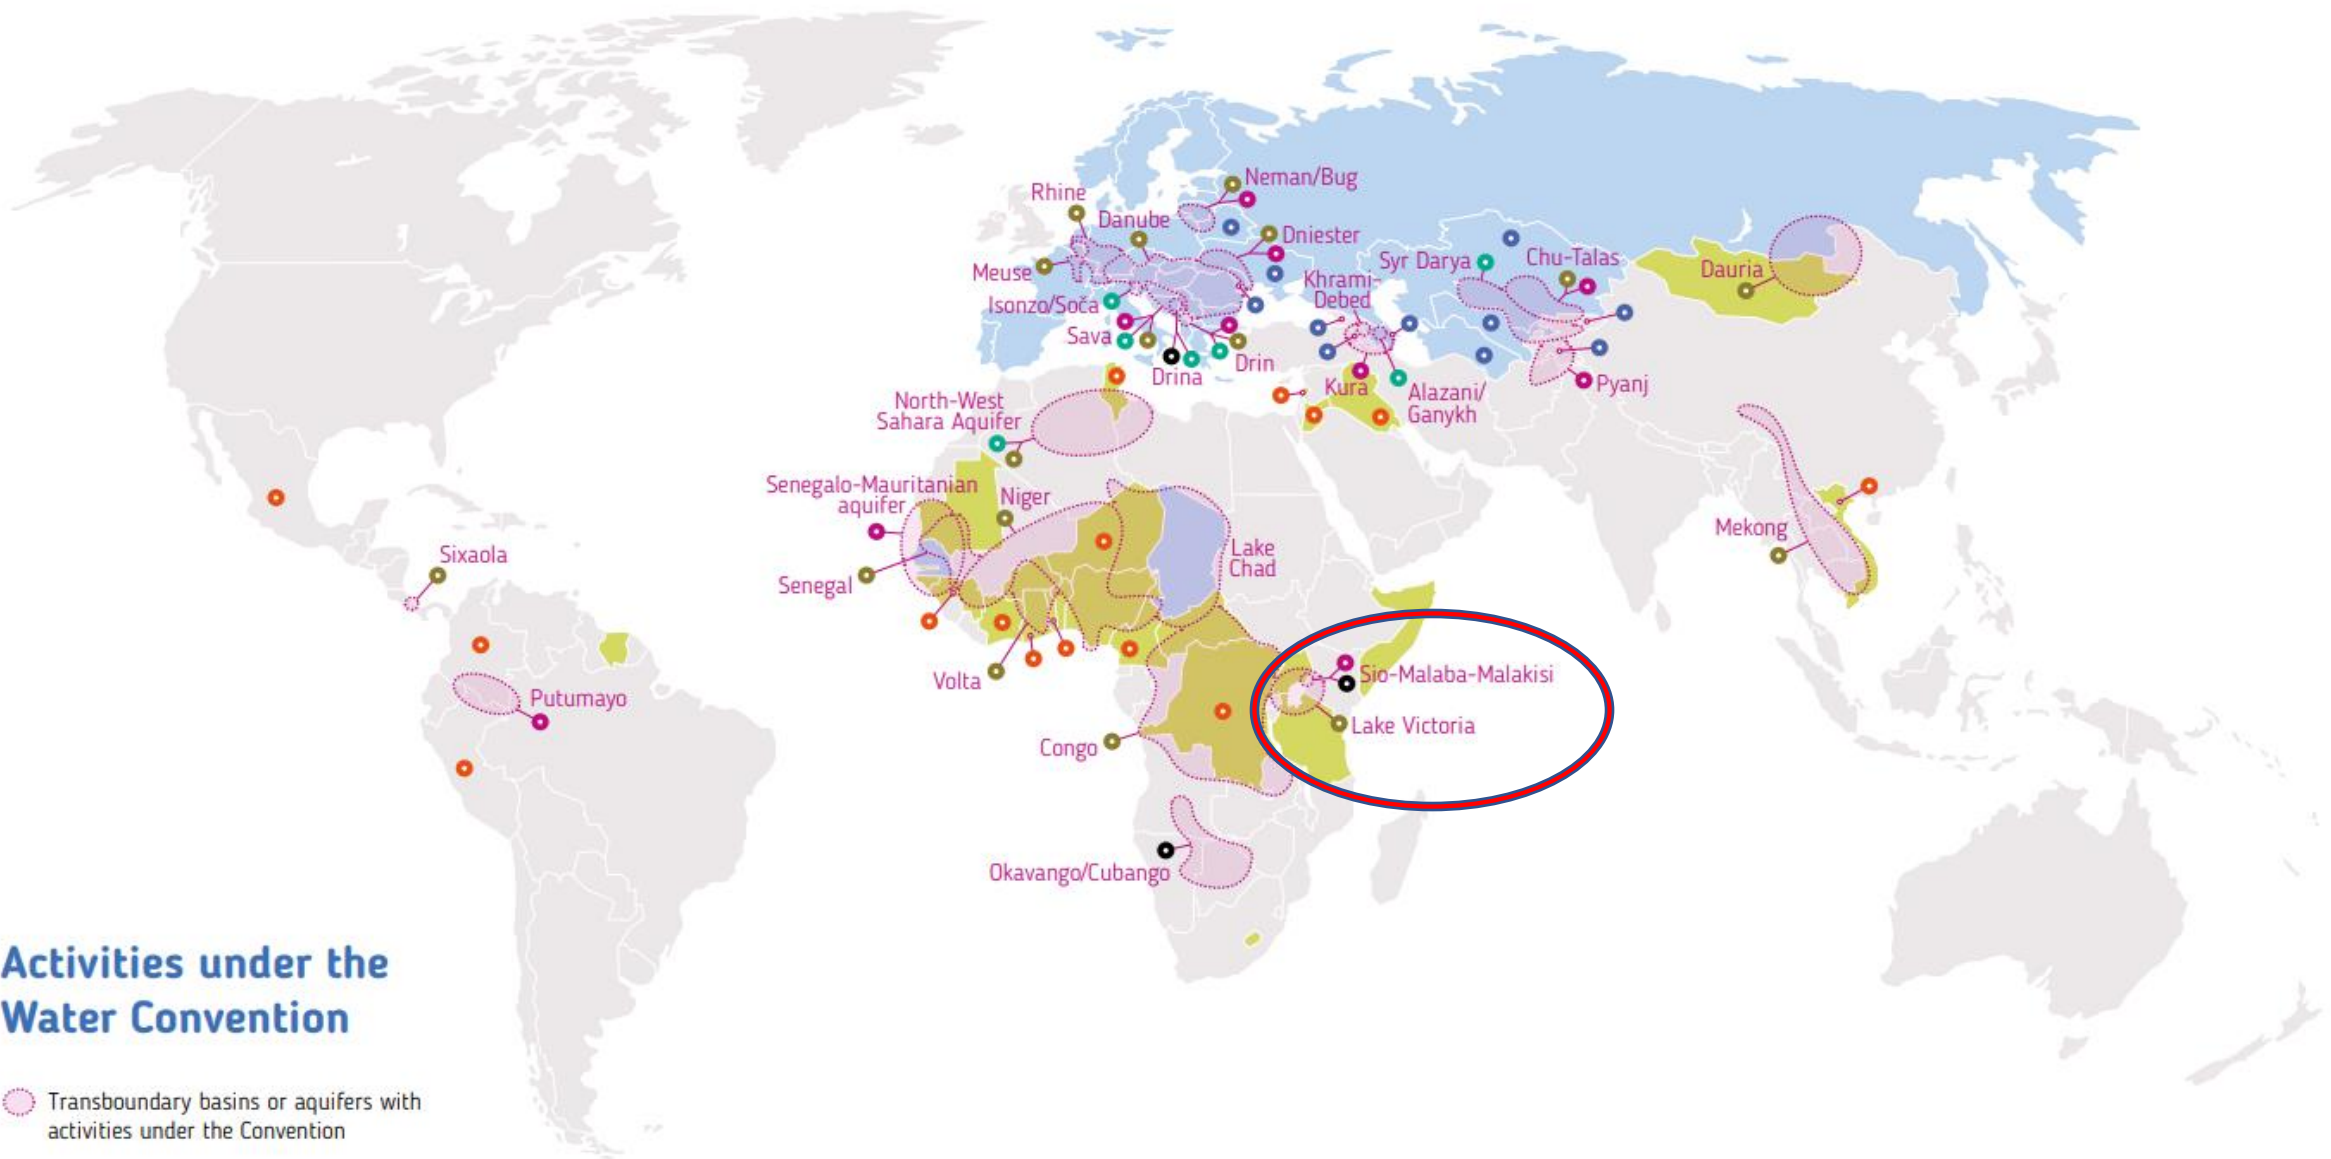 Neman/Bug
Rhine
Danube
Dniester
Meuse
Syr Darya
Chu-Talas
Dauria
Khrami-
Debed
Isonzo/Soča
Sava
Drin
Drina
Kura
Alazani/
Ganykh
Pyanj
North-West
Sahara Aquifer
Senegalo-Mauritanian
aquifer
Niger
Mekong
Lake
Chad
Sixaola
Senegal
Volta
Sio-Malaba-Malakisi
Putumayo
Lake Victoria
Congo
Okavango/Cubango
Activities under the
Water Convention
Transboundary basins or aquifers with
activities under the Convention